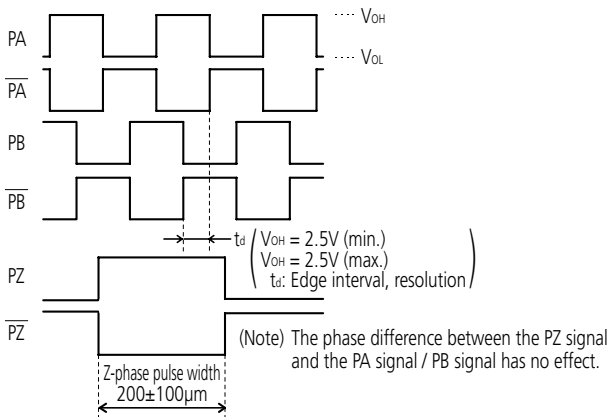 PA
VOH
VOL
PA
PB
PB
td
VOH = 2.5V (min.)
VOH = 2.5V (max.)
td: Edge interval, resolution
PZ
PZ
(Note) The phase difference between the PZ signal
and the PA signal / PB signal has no effect.
Z-phase pulse width
200±100µm